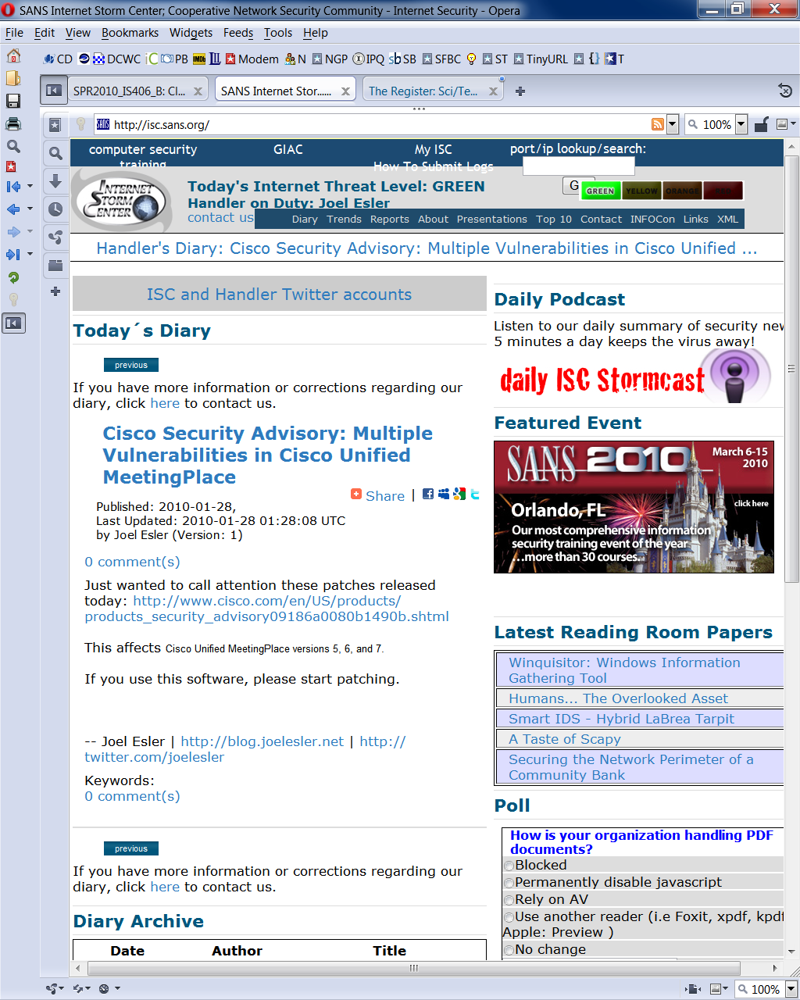 SANS Internet Storm Center; Cooperative Network Security Community - Internet Security - Opera
File Edit View Bookmarks Widgets Feeds Tools Help
CD DCWC PB IMDb Modem N NGP IPQ sb SB SFBC ST TinyURL {} T
SPR2010_IS406_B: Cl... SANS Internet Stor...... The Register: Sci/Te...
SANS http://isc.sans.org/ 100%
computer security training GIAC My ISC port/ip lookup/search:
How To Submit Logs
INTERNET STORM CENTER
Today's Internet Threat Level: GREEN
G GREEN YELLOW ORANGE RED
Handler on Duty: Joel Esler
contact us Diary Trends Reports About Presentations Top 10 Contact INFOCon Links XML
Handler's Diary: Cisco Security Advisory: Multiple Vulnerabilities in Cisco Unified ...
ISC and Handler Twitter accounts
Today´s Diary
previous
If you have more information or corrections regarding our
diary, click here to contact us.
Cisco Security Advisory: Multiple
Vulnerabilities in Cisco Unified
MeetingPlace
Share |
Published: 2010-01-28,
Last Updated: 2010-01-28 01:28:08 UTC
by Joel Esler (Version: 1)
0 comment(s)
Just wanted to call attention these patches released
today: http://www.cisco.com/en/US/products/
products_security_advisory09186a0080b1490b.shtml
This affects Cisco Unified MeetingPlace versions 5, 6, and 7.
If you use this software, please start patching.
-- Joel Esler | http://blog.joelesler.net | http://
twitter.com/joelesler
Keywords:
0 comment(s)
previous
If you have more information or corrections regarding our
diary, click here to contact us.
Diary Archive
Date Author Title
Daily Podcast
Listen to our daily summary of security new
5 minutes a day keeps the virus away!
daily ISC Stormcast
Featured Event
SANS 2010 March 6-15
2010
Orlando, FL click here
Our most comprehensive information
security training event of the year
...more than 30 courses.
Latest Reading Room Papers
Winquisitor: Windows Information
Gathering Tool
Humans... The Overlooked Asset
Smart IDS - Hybrid LaBrea Tarpit
A Taste of Scapy
Securing the Network Perimeter of a
Community Bank
Poll
How is your organization handling PDF
documents?
Blocked
Permanently disable javascript
Rely on AV
Use another reader (i.e Foxit, xpdf, kpdf
Apple: Preview )
No change
100%